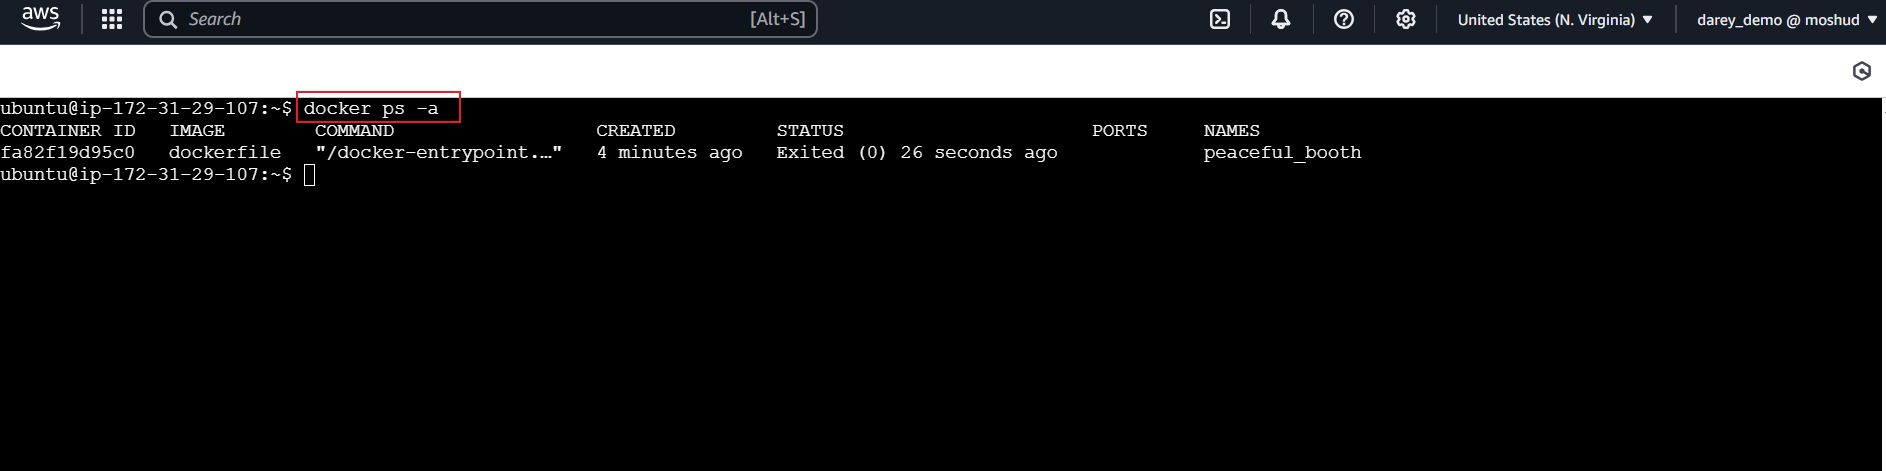 aws Search [Alt+S] United States (N. Virginia) darey_demo @ moshud
ubuntu@ip-172-31-29-107:~$ docker ps -a
CONTAINER ID IMAGE COMMAND CREATED STATUS PORTS NAMES
fa82f19d95c0 dockerfile "/docker-entrypoint.…" 4 minutes ago Exited (0) 26 seconds ago peaceful_booth
ubuntu@ip-172-31-29-107:~$